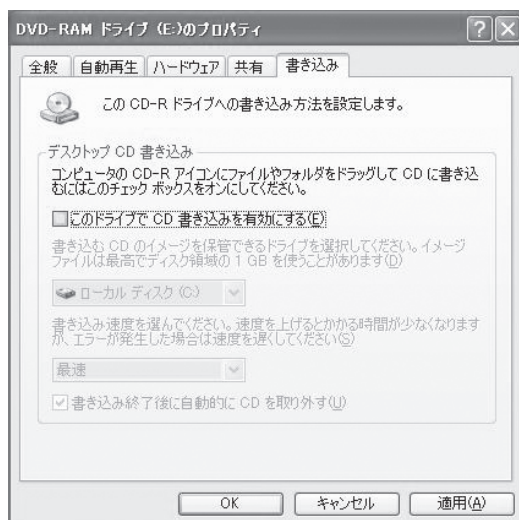 DVD-RAM ドライブ (E:)のプロパティ
全般 自動再生 ハードウェア 共有 書き込み
この CD-R ドライブへの書き込み方法を設定します。
デスクトップ CD 書き込み
コンピュータの CD-R アイコンにファイルやフォルダをドラッグして CD に書き込
むにはこのチェック ボックスをオンにしてください。
このドライブで CD 書き込みを有効にする(E)
書き込む CD のイメージを保管できるドライブを選択してください。イメージ
ファイルは最高でディスク領域の 1 GB を使うことがあります(D)
ローカル ディスク (C:)
書き込み速度を選んでください。速度を上げるとかかる時間が少なくなります
が、エラーが発生した場合は速度を遅くしてください(S)
最速
書き込み終了後に自動的に CD を取り外す(U)
OK キャンセル 適用(A)